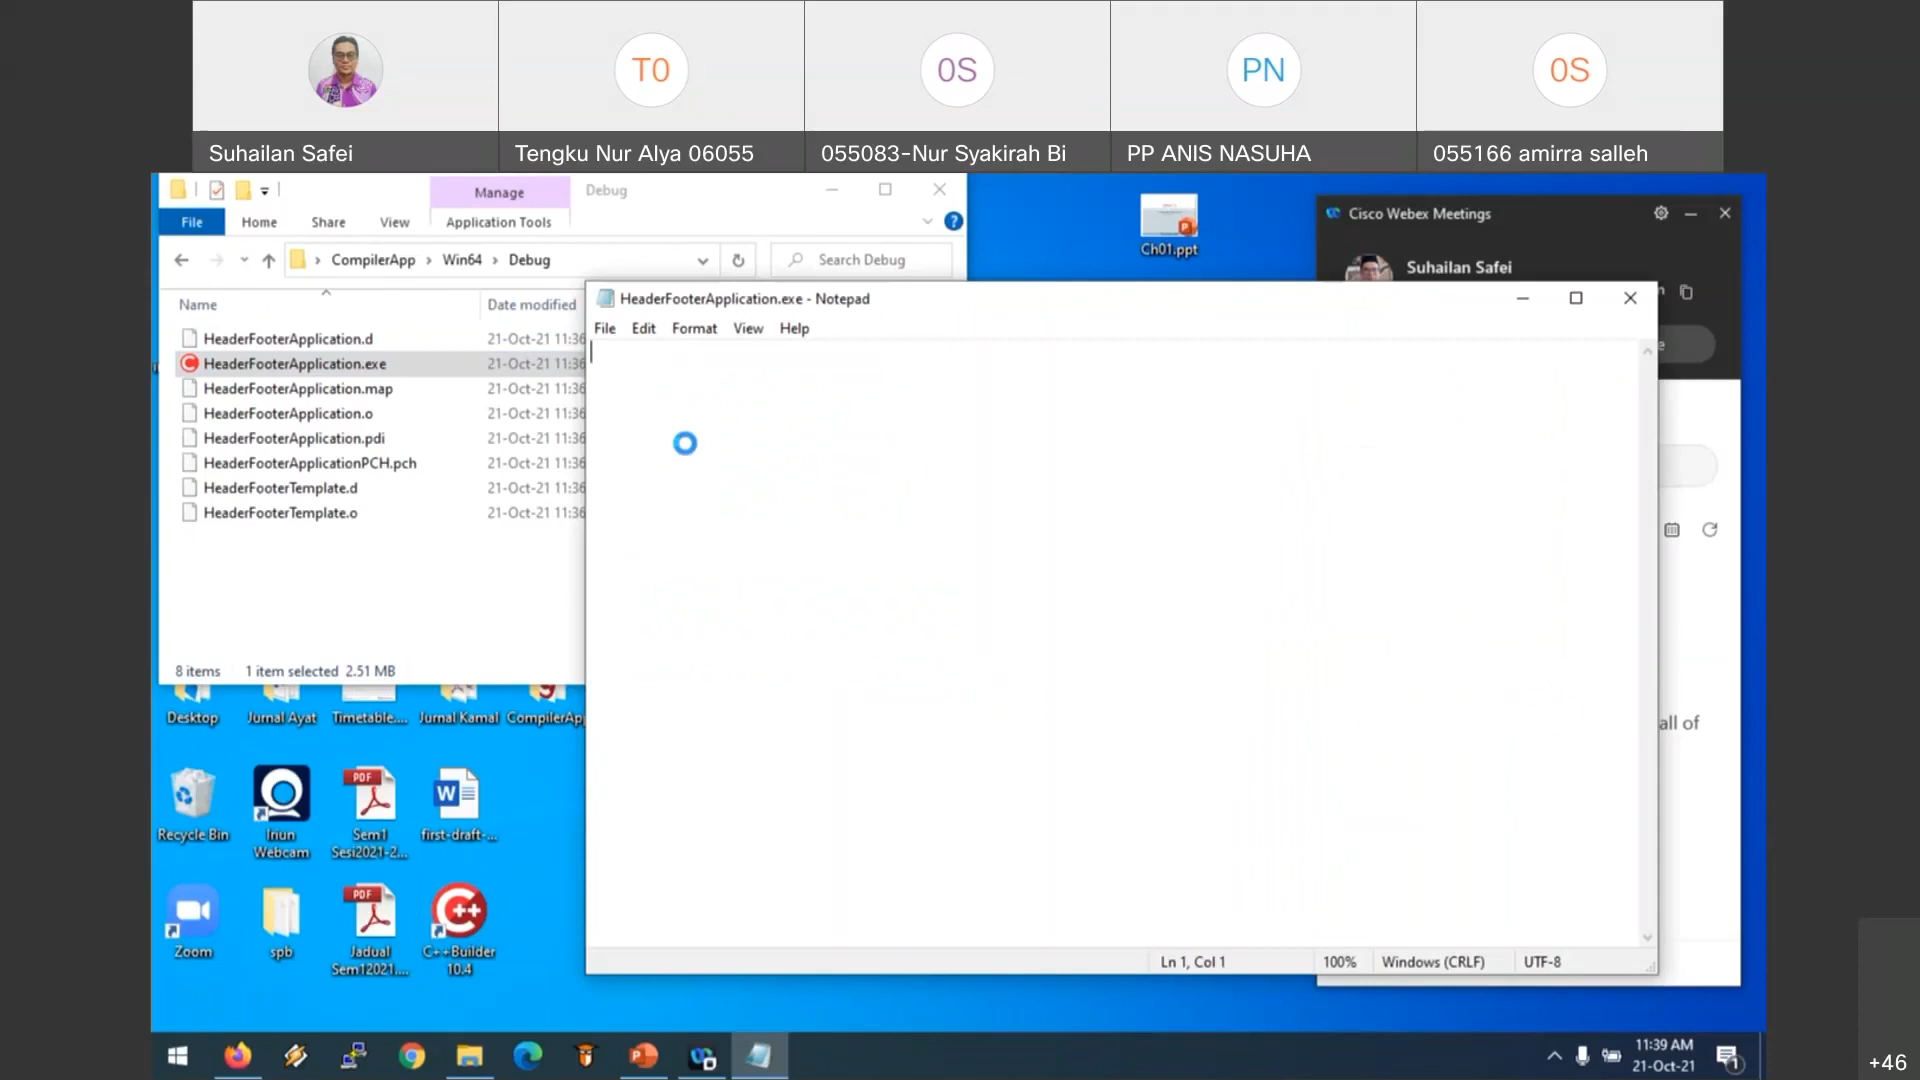 T0
0S
PN
0S
Suhailan Safei
Tengku Nur Alya 06055
055083-Nur Syakirah Bi
PP ANIS NASUHA
055166 amirra salleh
Manage
Debug
File
Home
Share
View
Application Tools
CompilerApp
Win64
Debug
Search Debug
Name
Date modified
HeaderFooterApplication.d
21-Oct-21 11:36
HeaderFooterApplication.exe
21-Oct-21 11:36
HeaderFooterApplication.map
21-Oct-21 11:36
HeaderFooterApplication.o
21-Oct-21 11:36
HeaderFooterApplication.pdi
21-Oct-21 11:36
HeaderFooterApplicationPCH.pch
21-Oct-21 11:36
HeaderFooterTemplate.d
21-Oct-21 11:36
HeaderFooterTemplate.o
21-Oct-21 11:36
8 items
1 item selected 2.51 MB
Ch01.ppt
Cisco Webex Meetings
Suhailan Safei
HeaderFooterApplication.exe - Notepad
File
Edit
Format
View
Help
all of
Ln 1, Col 1
100%
Windows (CRLF)
UTF-8
Desktop
Jurnal Ayat
Timetable....
Jurnal Kamal
CompilerApp
Recycle Bin
Iriun
Webcam
PDF
Sem1
Sesi2021-2...
W
first-draft-...
Zoom
spb
PDF
Jadual
Sem12021....
C++Builder
10.4
11:39 AM
21-Oct-21
1
+46